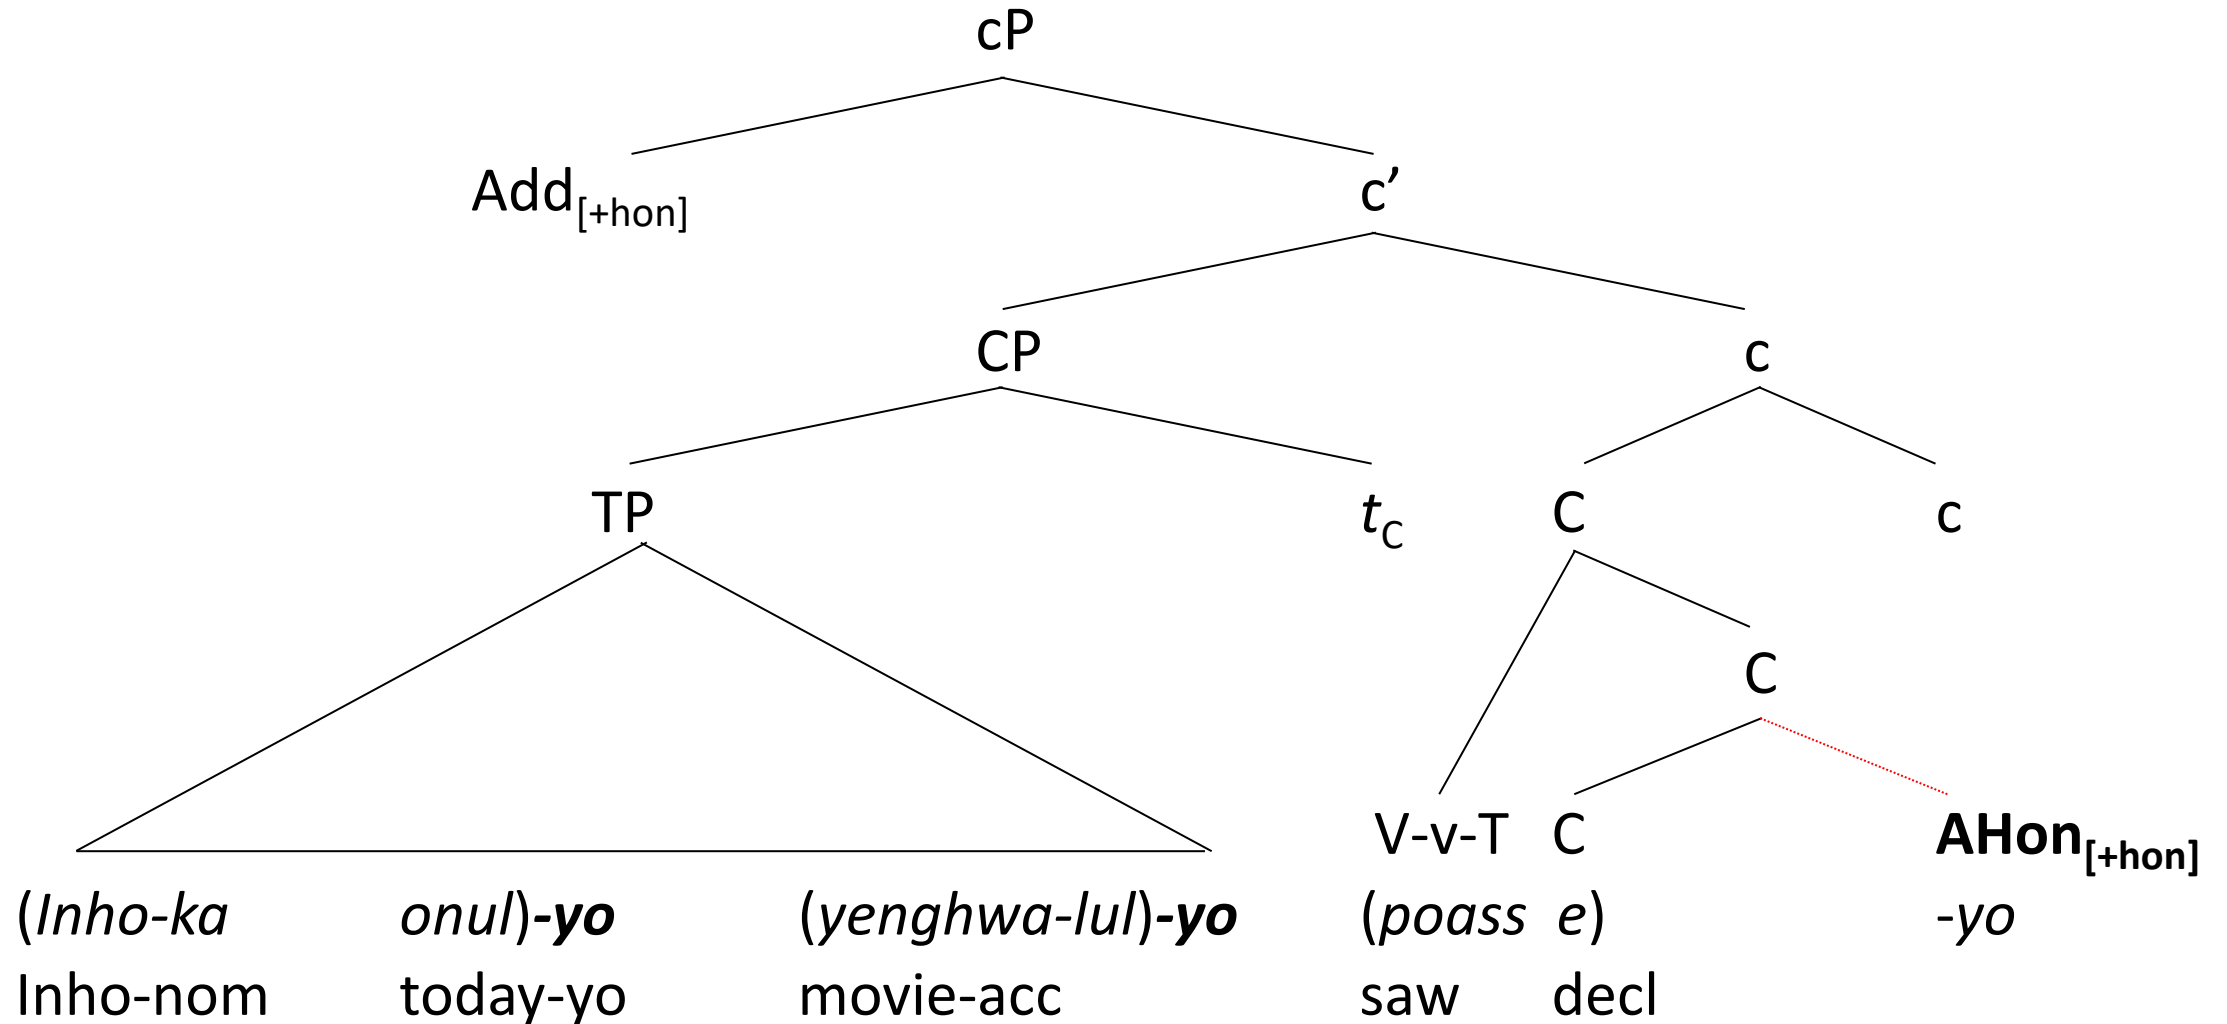 cP
Add[+hon] c’
CP c
TP tC C c
C
V-v-T C AHon[+hon]
(Inho-ka onul)-yo (yenghwa-lul)-yo (poass e) -yo
Inho-nom today-yo movie-acc saw decl